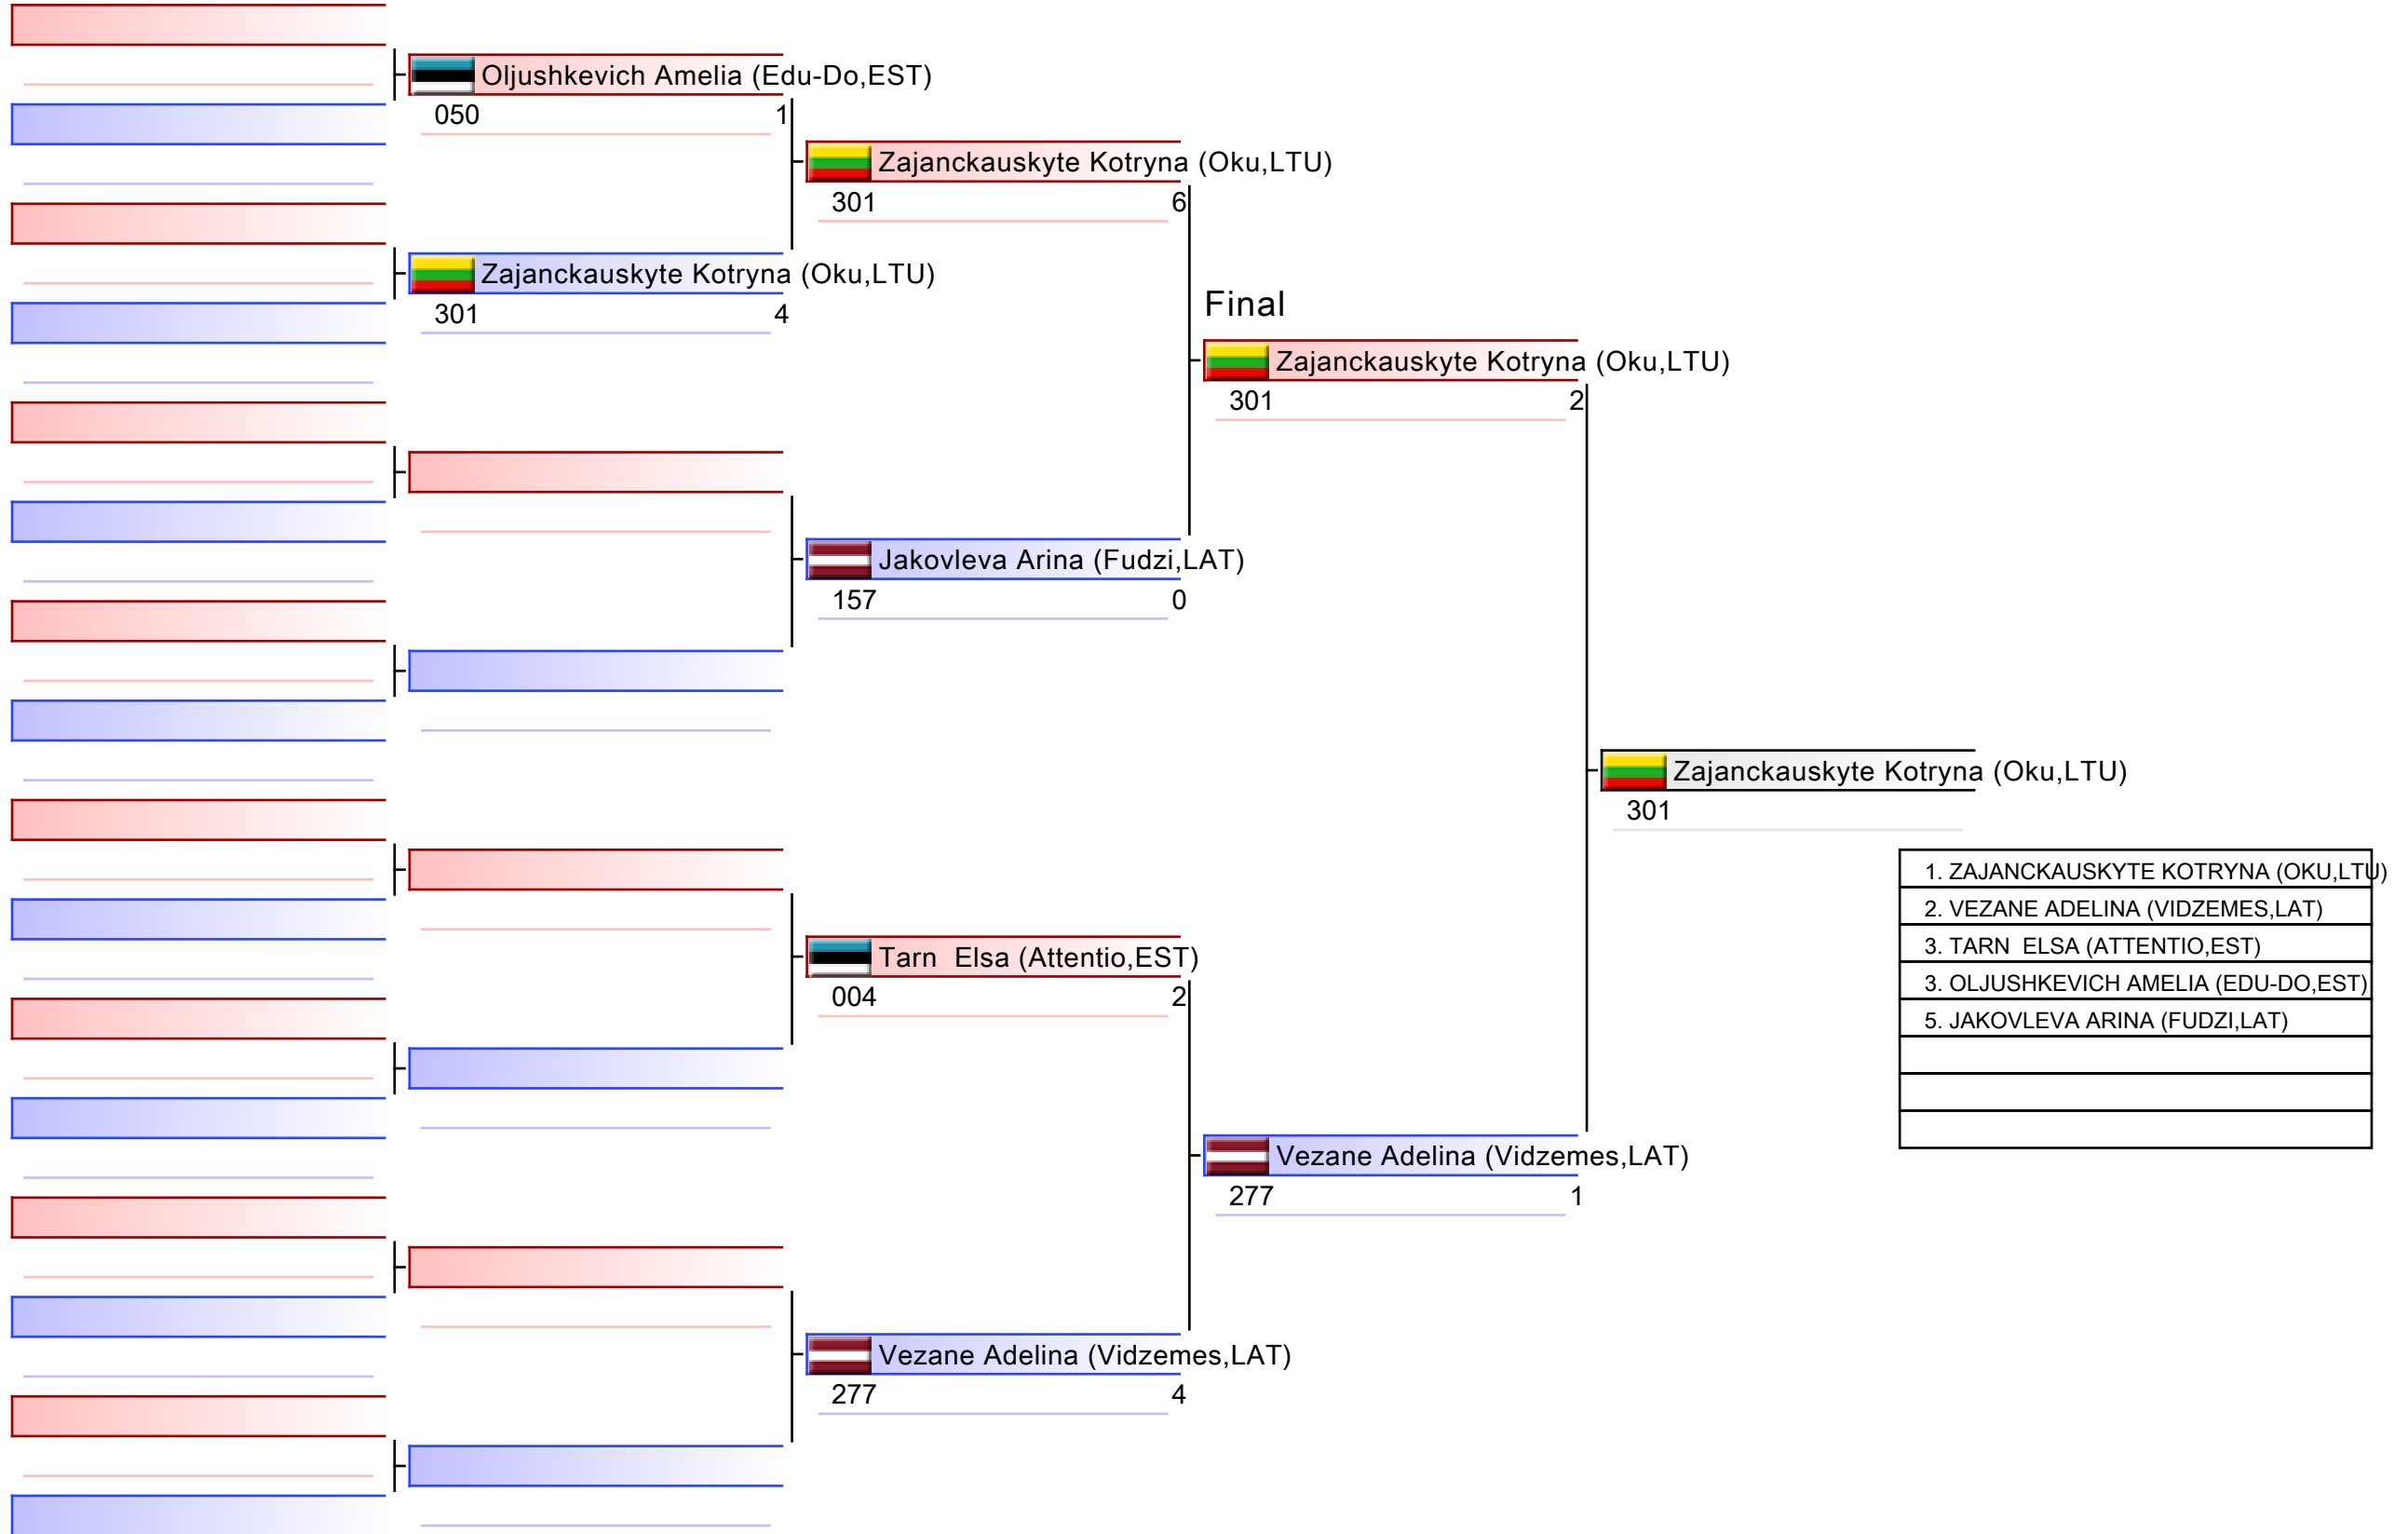 Oljushkevich Amelia (Edu-Do,EST)
050 1
Zajanckauskyte Kotryna (Oku,LTU)
301 6
Zajanckauskyte Kotryna (Oku,LTU)
301 4
Final
Zajanckauskyte Kotryna (Oku,LTU)
301 2
Jakovleva Arina (Fudzi,LAT)
157 0
Zajanckauskyte Kotryna (Oku,LTU)
301
1. ZAJANCKAUSKYTE KOTRYNA (OKU,LTU)
2. VEZANE ADELINA (VIDZEMES,LAT)
3. TARN  ELSA (ATTENTIO,EST)
3. OLJUSHKEVICH AMELIA (EDU-DO,EST)
5. JAKOVLEVA ARINA (FUDZI,LAT)
Tarn  Elsa (Attentio,EST)
004 2
Vezane Adelina (Vidzemes,LAT)
277 1
Vezane Adelina (Vidzemes,LAT)
277 4